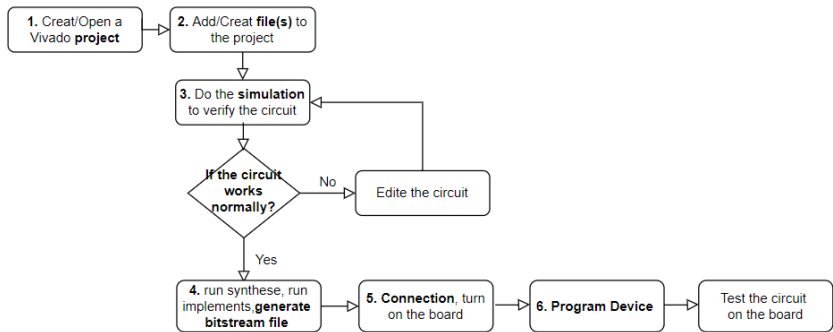 1. Creat/Open a
Vivado project
2. Add/Creat file(s) to
the project
3. Do the simulation
to verify the circuit
If the circuit
works
normally?
No
Edite the circuit
Yes
4. run synthese, run
implements,generate
bitstream file
5. Connection, turn
on the board
6. Program Device
Test the circuit
on the board